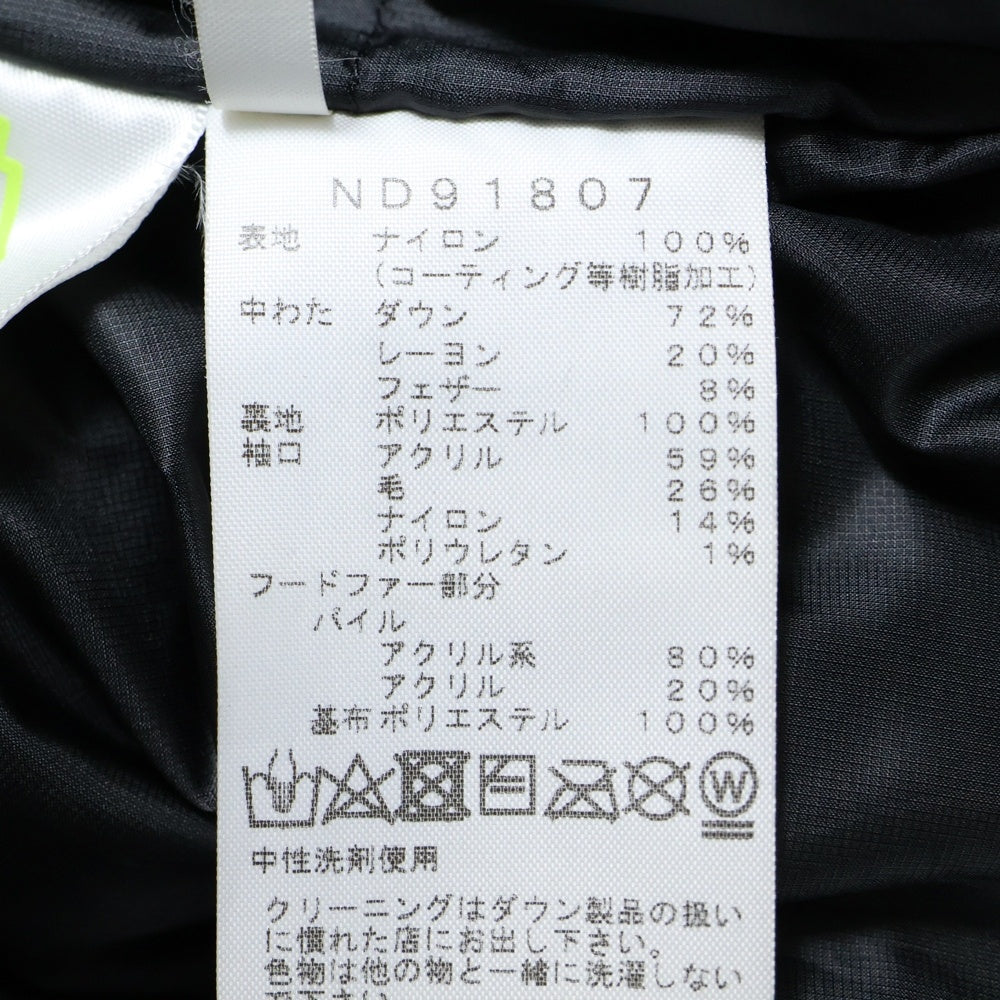 ND91807
表地 ナイロン 100%
(コーティング等樹脂加工)
中わた ダウン 72%
レーヨン 20%
フェザー 8%
裏地 ポリエステル 100%
袖口 アクリル 59%
毛 26%
ナイロン 14%
ポリウレタン 1%
フードファー部分
パイル
アクリル系 80%
アクリル 20%
基布 ポリエステル 100%
W
中性洗剤使用
クリーニングはダウン製品の扱い
に慣れた店にお出し下さい。
色物は他の物と一緒に洗濯しない
で下さい